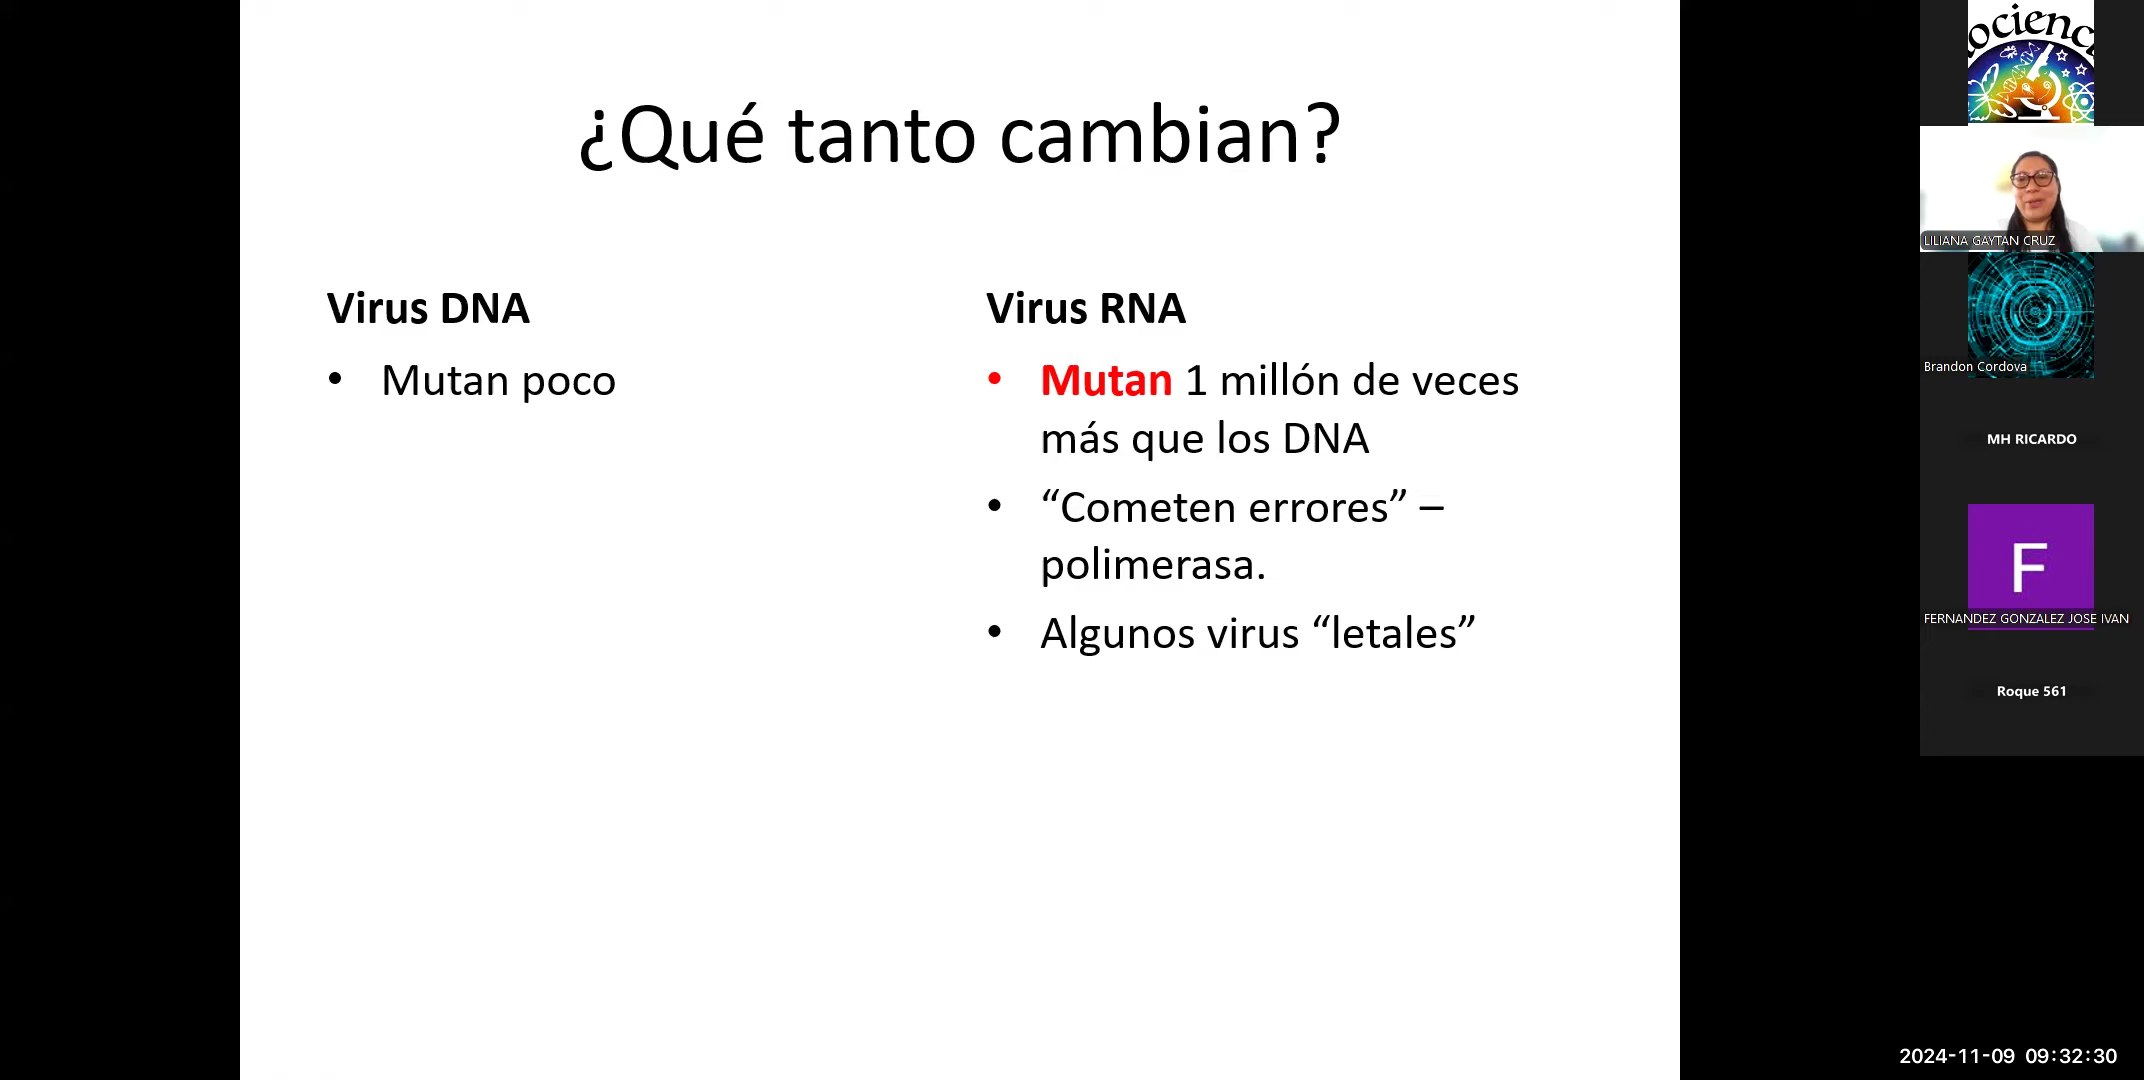 ¿Qué tanto cambian?
Virus DNA
• Mutan poco
Virus RNA
• Mutan 1 millón de veces
más que los DNA
• “Cometen errores” –
polimerasa.
• Algunos virus “letales”
LILIANA GAYTAN CRUZ
Brandon Cordova
MH RICARDO
F
FERNANDEZ GONZALEZ JOSE IVAN
Roque 561
2024-11-09 09:32:30